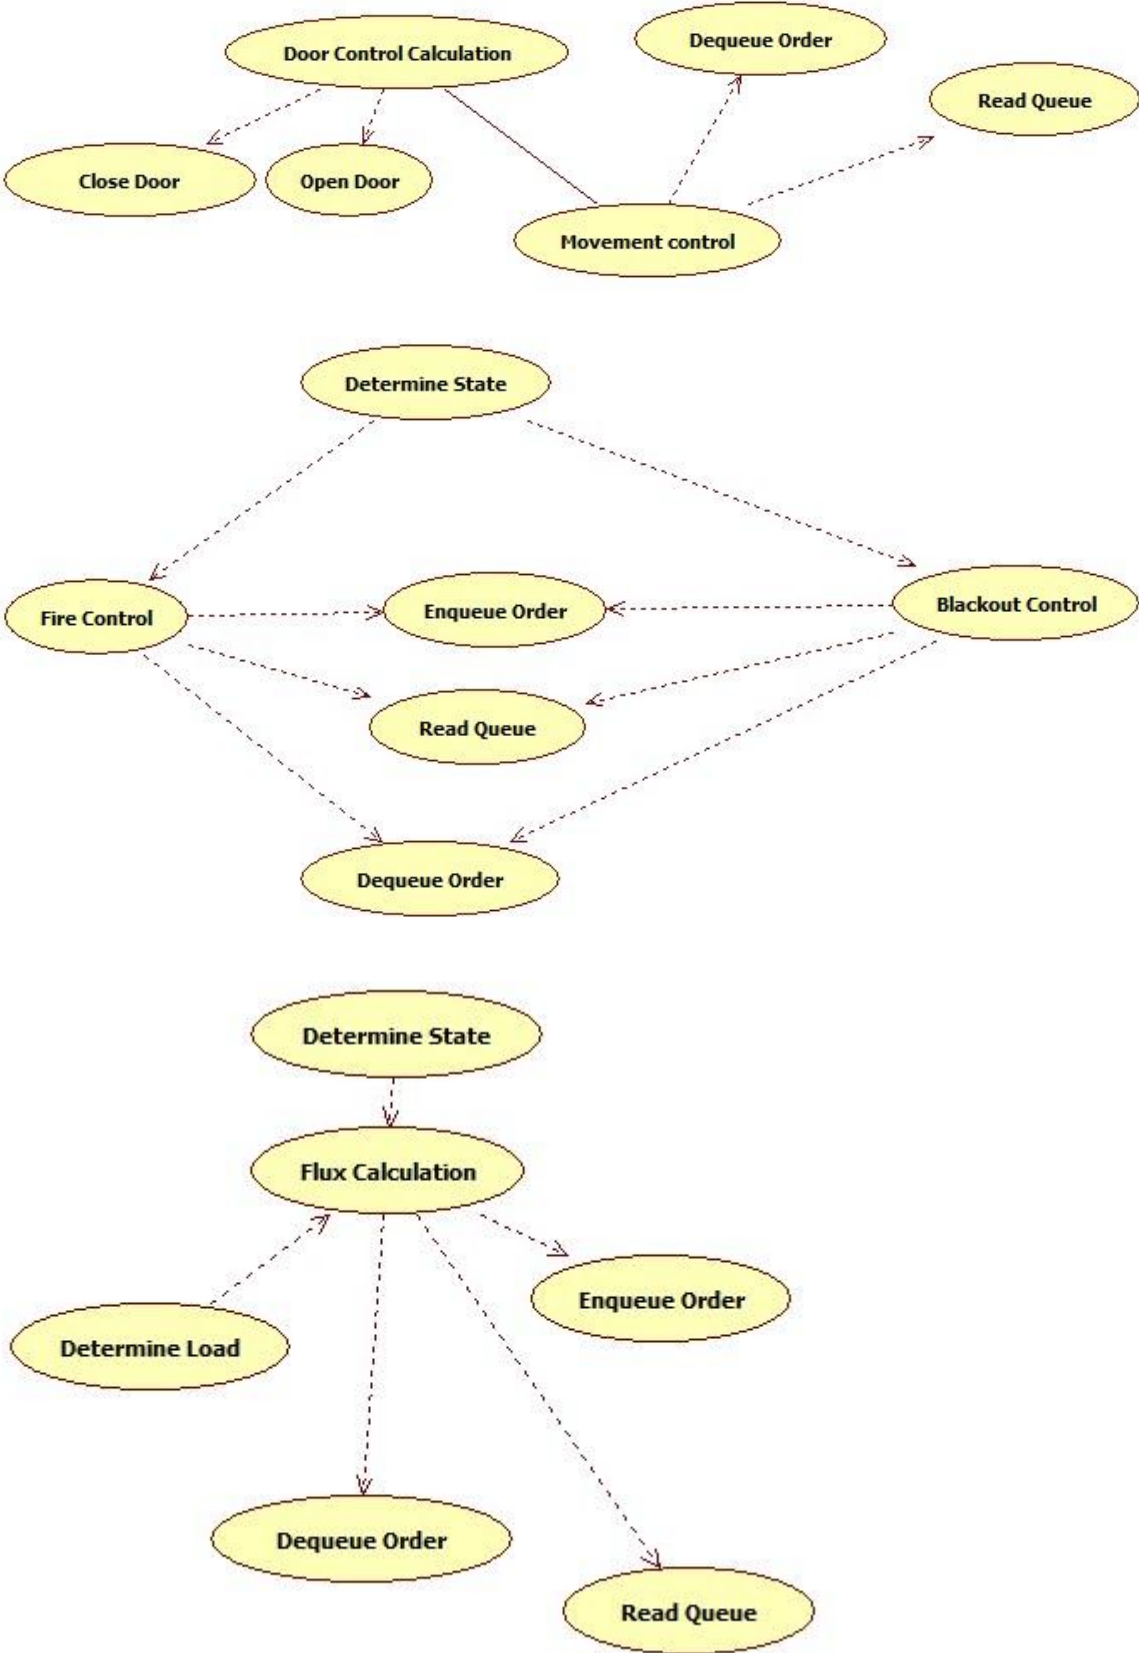 Door Control Calculation
Dequeue Order
Read Queue
Close Door
Open Door
Movement control
Determine State
Fire Control
Enqueue Order
Blackout Control
Read Queue
Dequeue Order
Determine State
Flux Calculation
Enqueue Order
Determine Load
Dequeue Order
Read Queue